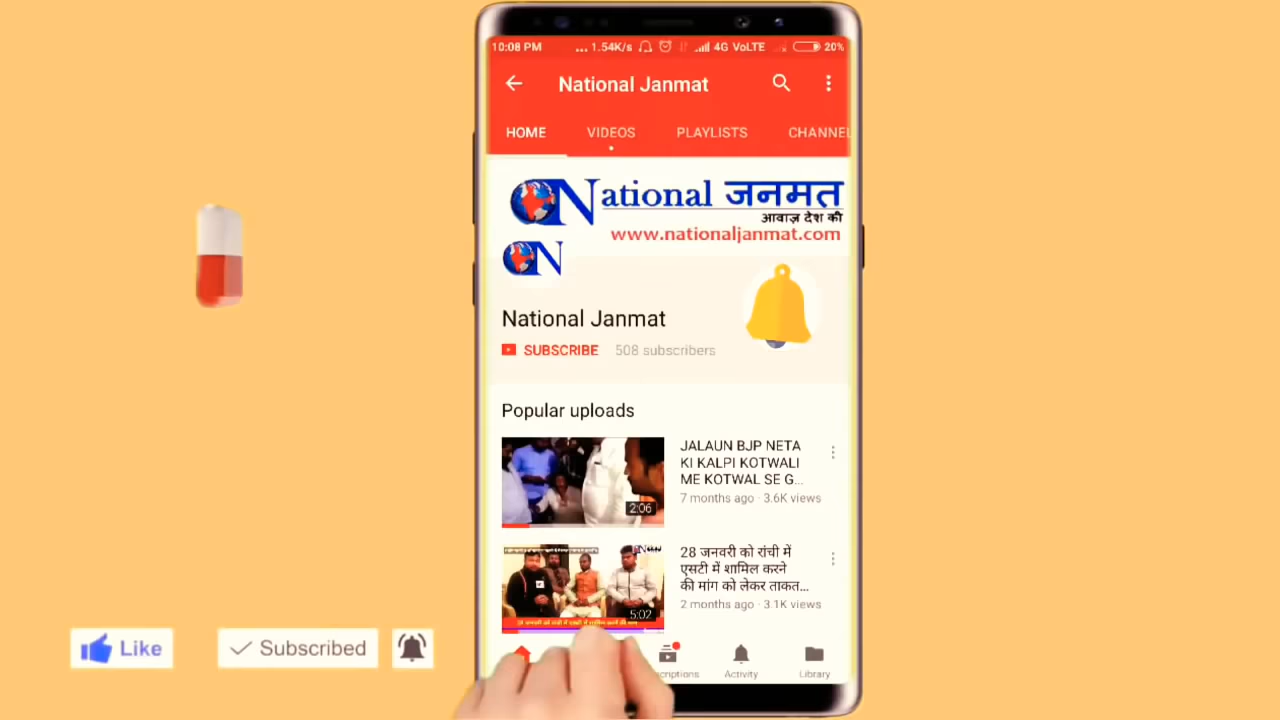 10:08 PM ... 1.54K/s 4G VoLTE 20%
National Janmat
HOME VIDEOS PLAYLISTS CHANNEL
National जनमत
आवाज़ देश की
www.nationaljanmat.com
N
National Janmat
SUBSCRIBE 508 subscribers
Popular uploads
JALAUN BJP NETA
KI KALPI KOTWALI
ME KOTWAL SE G...
7 months ago · 3.6K views
2:06
28 जनवरी को रांची में
एसटी में शामिल करने
की मांग को लेकर ताकत...
2 months ago · 3.1K views
5:02
Like
Subscribed
criptions Activity Library